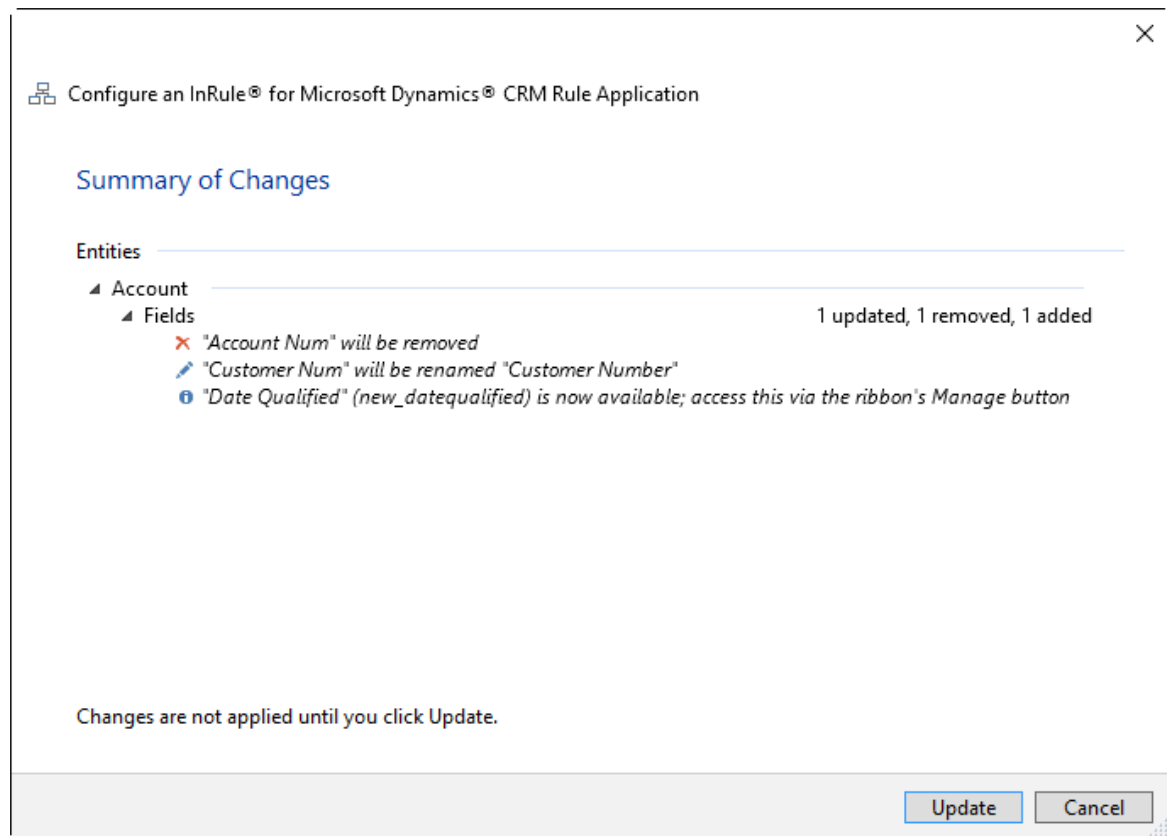 Configure an InRule® for Microsoft Dynamics® CRM Rule Application
Summary of Changes
Entities
Account
Fields 1 updated, 1 removed, 1 added
"Account Num" will be removed
"Customer Num" will be renamed "Customer Number"
"Date Qualified" (new_datequalified) is now available; access this via the ribbon's Manage button
Changes are not applied until you click Update.
Update Cancel